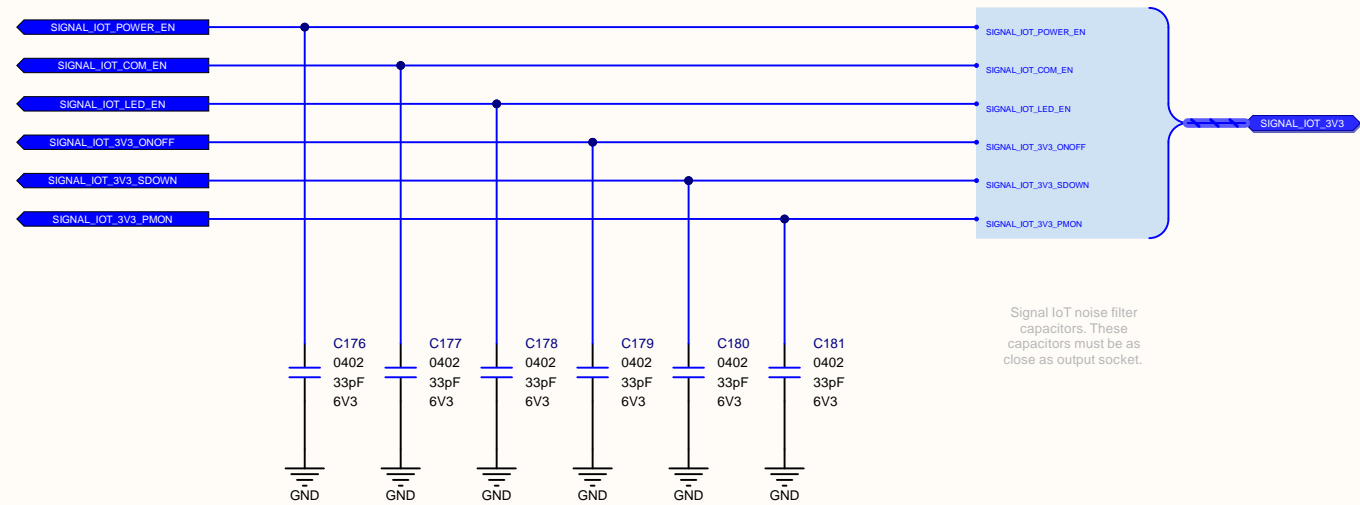 SIGNAL_IOT_POWER_EN
SIGNAL_IOT_COM_EN
SIGNAL_IOT_LED_EN
SIGNAL_IOT_3V3_ONOFF
SIGNAL_IOT_3V3_SDOWN
SIGNAL_IOT_3V3_PMON
SIGNAL_IOT_POWER_EN
SIGNAL_IOT_COM_EN
SIGNAL_IOT_LED_EN
SIGNAL_IOT_3V3_ONOFF
SIGNAL_IOT_3V3_SDOWN
SIGNAL_IOT_3V3_PMON
SIGNAL_IOT_3V3
Signal IoT noise filter
capacitors. These
capacitors must be as
close as output socket.
C176
0402
33pF
6V3
GND
C177
0402
33pF
6V3
GND
C178
0402
33pF
6V3
GND
C179
0402
33pF
6V3
GND
C180
0402
33pF
6V3
GND
C181
0402
33pF
6V3
GND